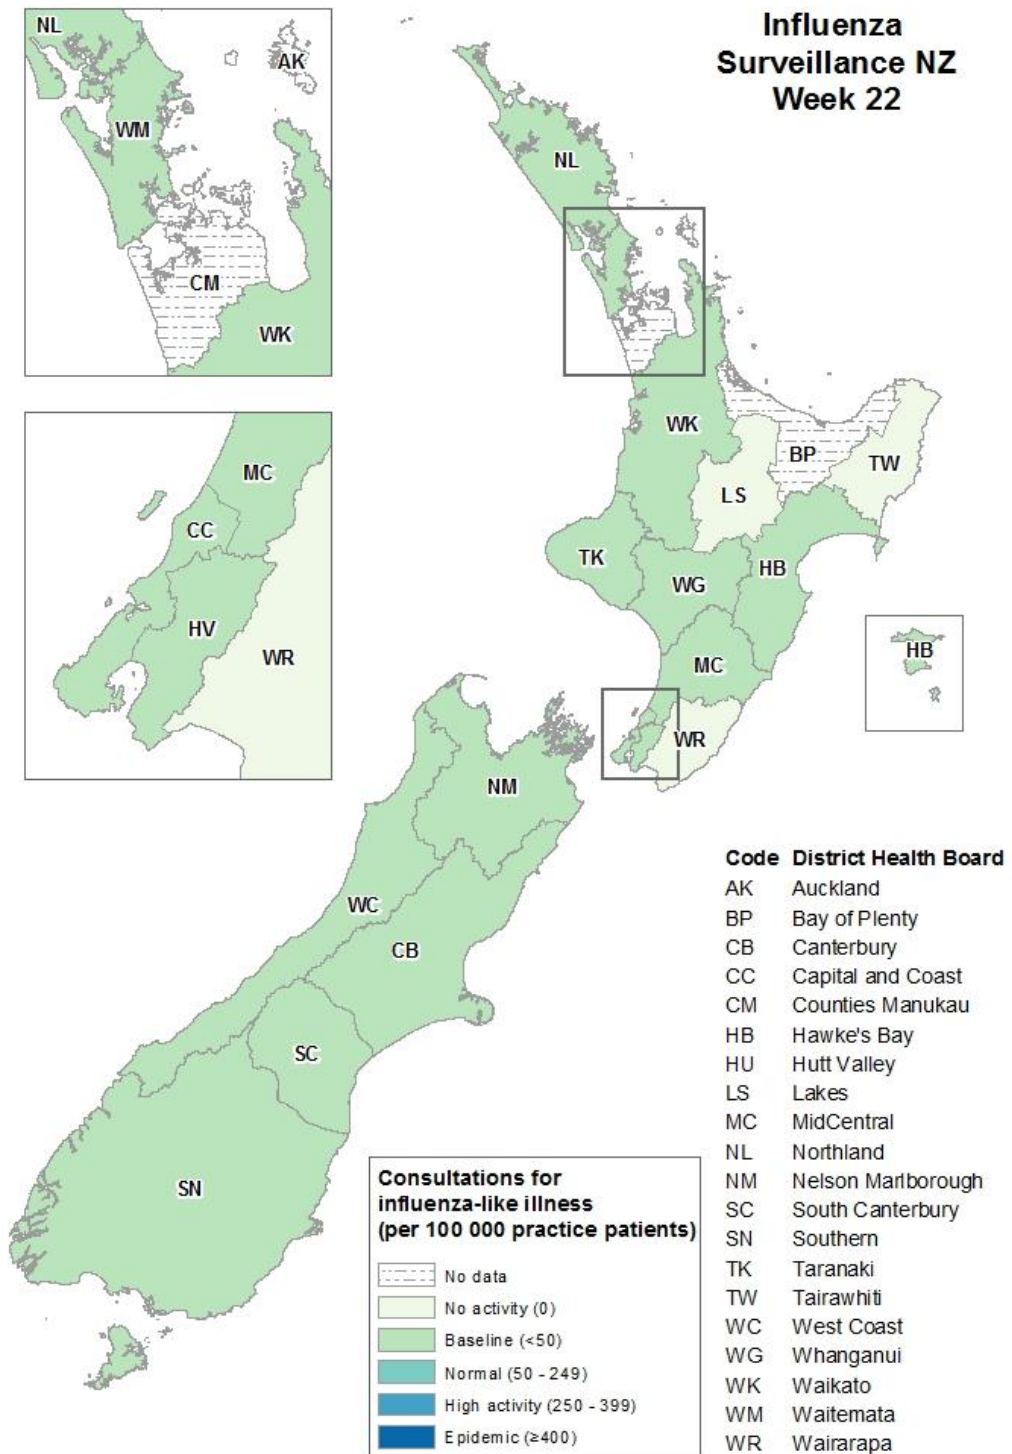 Influenza
Surveillance NZ
Week 22
NL
AK
WM
CM
WK
MC
CC
HV
WR
NL
WK
BP
TW
LS
TK
WG
HB
MC
WR
HB
NM
WC
CB
SC
SN
Code District Health Board
AK Auckland
BP Bay of Plenty
CB Canterbury
CC Capital and Coast
CM Counties Manukau
HB Hawke's Bay
HU Hutt Valley
LS Lakes
MC MidCentral
NL Northland
NM Nelson Marlborough
SC South Canterbury
SN Southern
TK Taranaki
TW Tairawhiti
WC West Coast
WG Whanganui
WK Waikato
WM Waitemata
WR Wairarapa
Consultations for
influenza-like illness
(per 100 000 practice patients)
No data
No activity (0)
Baseline (<50)
Normal (50 - 249)
High activity (250 - 399)
Epidemic (≥400)